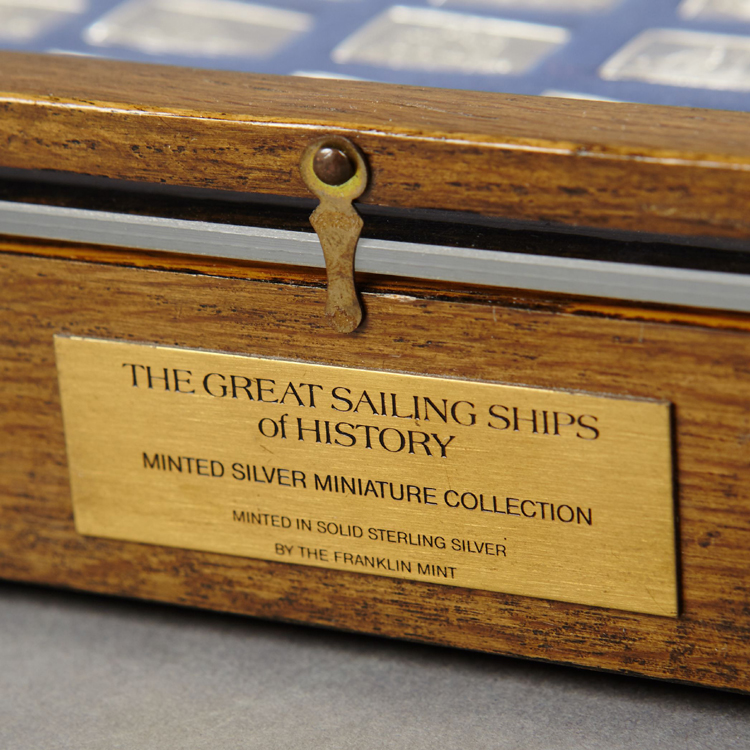 THE GREAT SAILING SHIPS
of HISTORY
MINTED SILVER MINIATURE COLLECTION
MINTED IN SOLID STERLING SILVER
BY THE FRANKLIN MINT